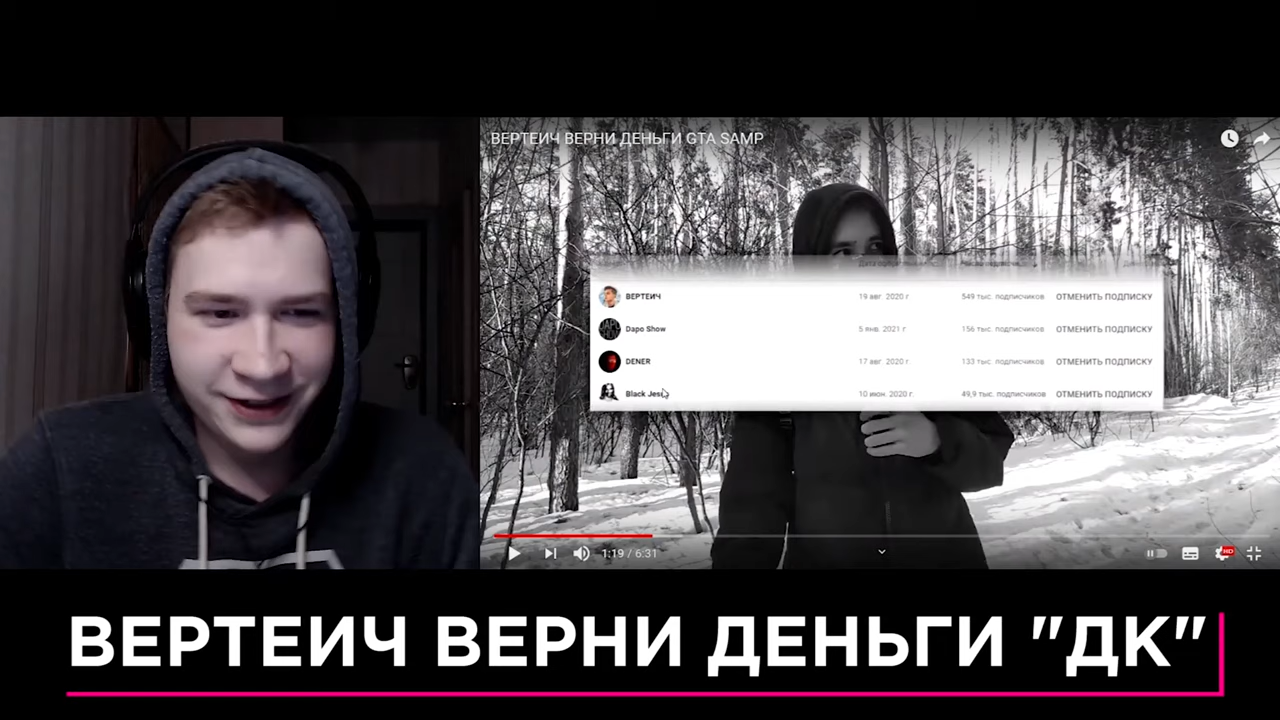 ВЕРТЕИЧ ВЕРНИ ДЕНЬГИ GTA SAMP
ВЕРТЕИЧ 19 авг. 2020 г. 549 тыс. подписчиков ОТМЕНИТЬ ПОДПИСКУ
Dapo Show 5 янв. 2021 г. 156 тыс. подписчиков ОТМЕНИТЬ ПОДПИСКУ
DENER 17 авг. 2020 г. 133 тыс. подписчиков ОТМЕНИТЬ ПОДПИСКУ
Black 10 июн. 2020 г. 49,9 тыс. подписчиков ОТМЕНИТЬ ПОДПИСКУ
1:19 / 6:31
HD
ВЕРТЕИЧ ВЕРНИ ДЕНЬГИ "ДК"